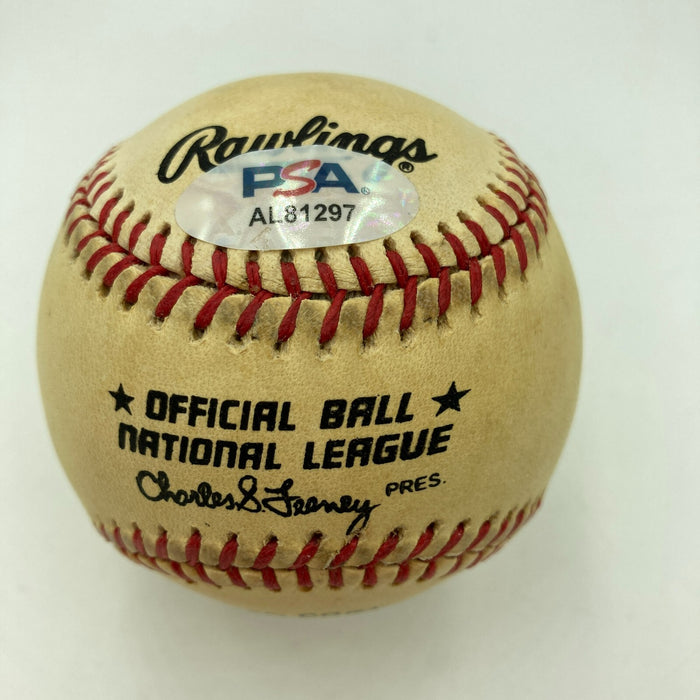 Rawlings®
PSA®
AL81297
★ OFFICIAL BALL ★
NATIONAL LEAGUE
Charles S. Feeney PRES.